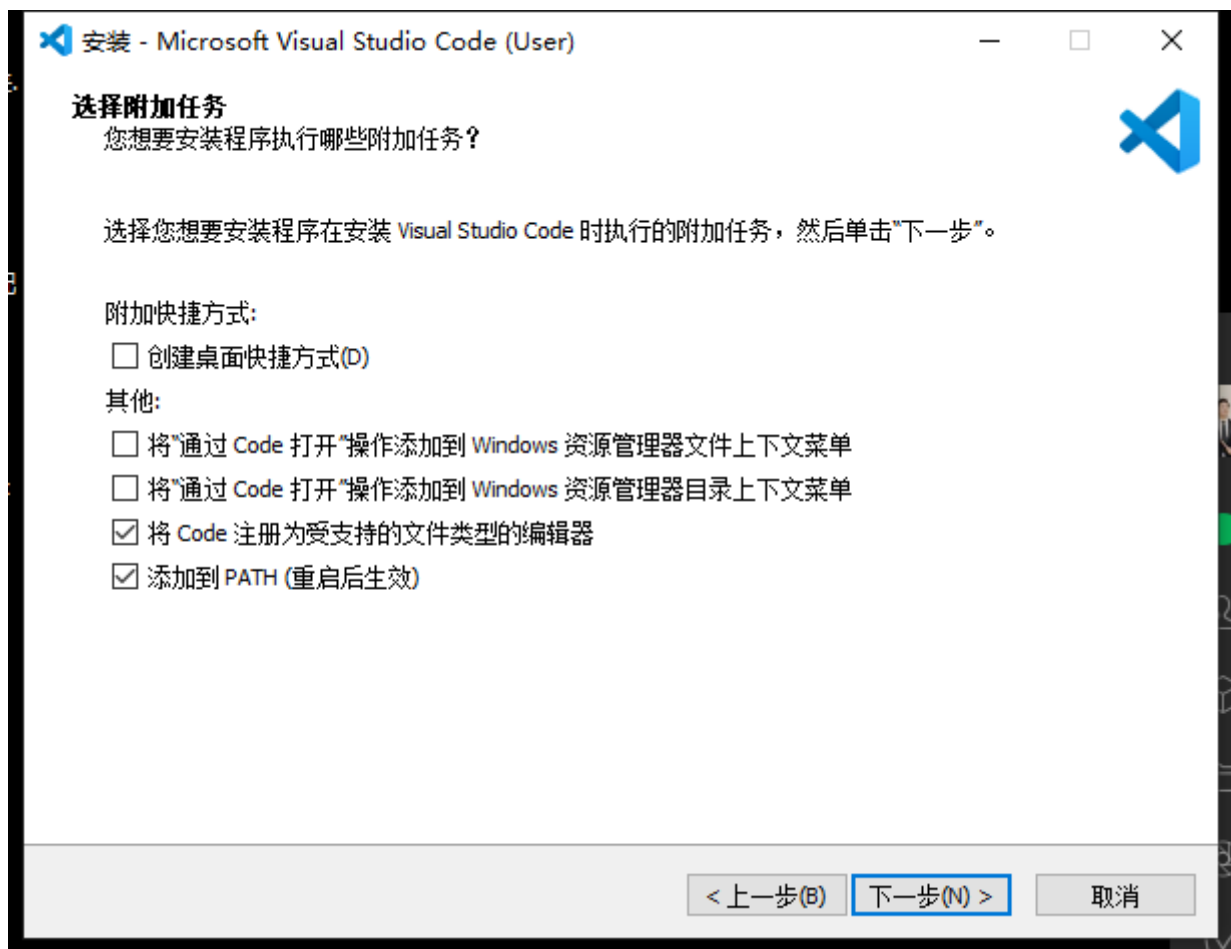 安装 - Microsoft Visual Studio Code (User)
选择附加任务
您想要安装程序执行哪些附加任务？
选择您想要安装程序在安装 Visual Studio Code 时执行的附加任务，然后单击"下一步"。
附加快捷方式:
创建桌面快捷方式(D)
其他:
将"通过 Code 打开"操作添加到 Windows 资源管理器文件上下文菜单
将"通过 Code 打开"操作添加到 Windows 资源管理器目录上下文菜单
将 Code 注册为受支持的文件类型的编辑器
添加到 PATH (重启后生效)
< 上一步(B) 下一步(N) > 取消